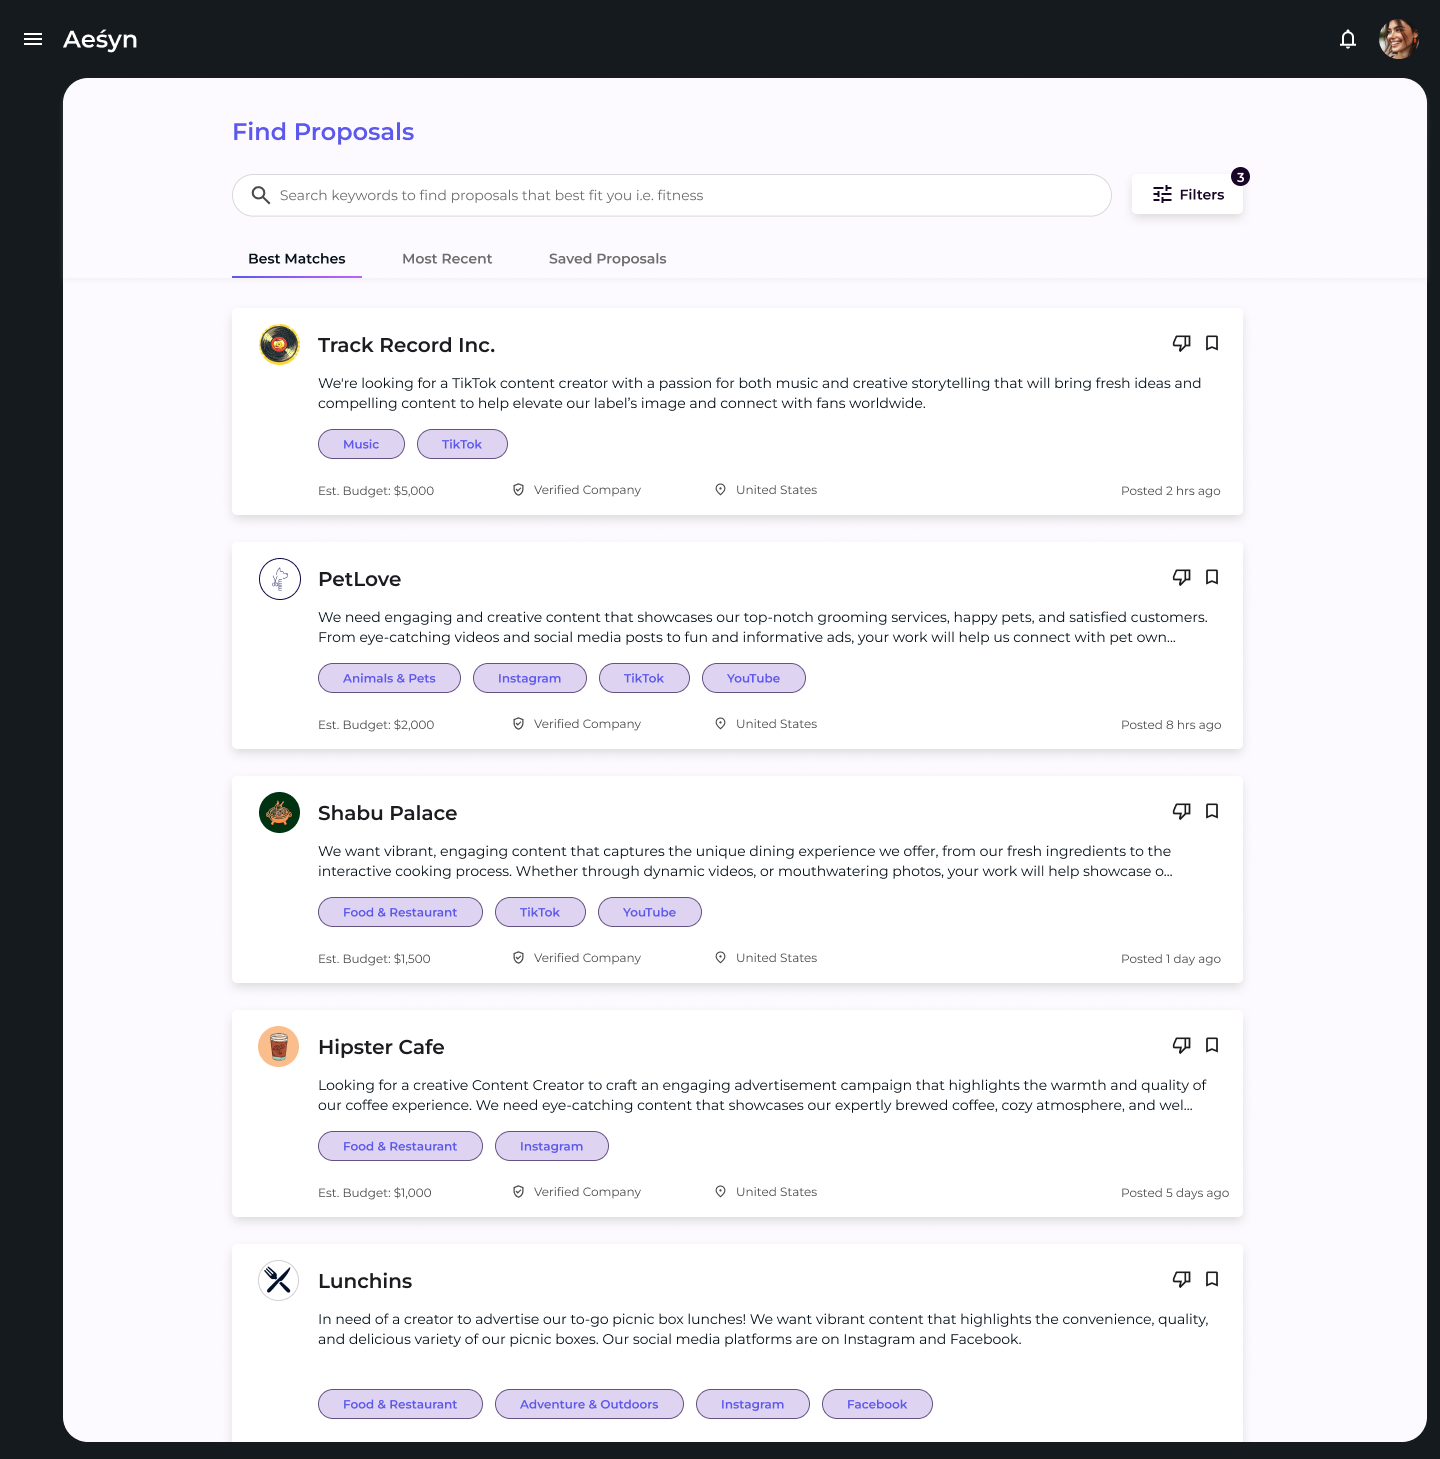 Aeśyn
Find Proposals
Search keywords to find proposals that best fit you i.e. fitness
Filters
3
Best Matches
Most Recent
Saved Proposals
Track Record Inc.
We're looking for a TikTok content creator with a passion for both music and creative storytelling that will bring fresh ideas and
compelling content to help elevate our label’s image and connect with fans worldwide.
Music
TikTok
Est. Budget: $5,000
Verified Company
United States
Posted 2 hrs ago
PetLove
We need engaging and creative content that showcases our top-notch grooming services, happy pets, and satisfied customers.
From eye-catching videos and social media posts to fun and informative ads, your work will help us connect with pet own...
Animals & Pets
Instagram
TikTok
YouTube
Est. Budget: $2,000
Verified Company
United States
Posted 8 hrs ago
Shabu Palace
We want vibrant, engaging content that captures the unique dining experience we offer, from our fresh ingredients to the
interactive cooking process. Whether through dynamic videos, or mouthwatering photos, your work will help showcase o...
Food & Restaurant
TikTok
YouTube
Est. Budget: $1,500
Verified Company
United States
Posted 1 day ago
Hipster Cafe
Looking for a creative Content Creator to craft an engaging advertisement campaign that highlights the warmth and quality of
our coffee experience. We need eye-catching content that showcases our expertly brewed coffee, cozy atmosphere, and wel...
Food & Restaurant
Instagram
Est. Budget: $1,000
Verified Company
United States
Posted 5 days ago
Lunchins
In need of a creator to advertise our to-go picnic box lunches! We want vibrant content that highlights the convenience, quality,
and delicious variety of our picnic boxes. Our social media platforms are on Instagram and Facebook.
Food & Restaurant
Adventure & Outdoors
Instagram
Facebook